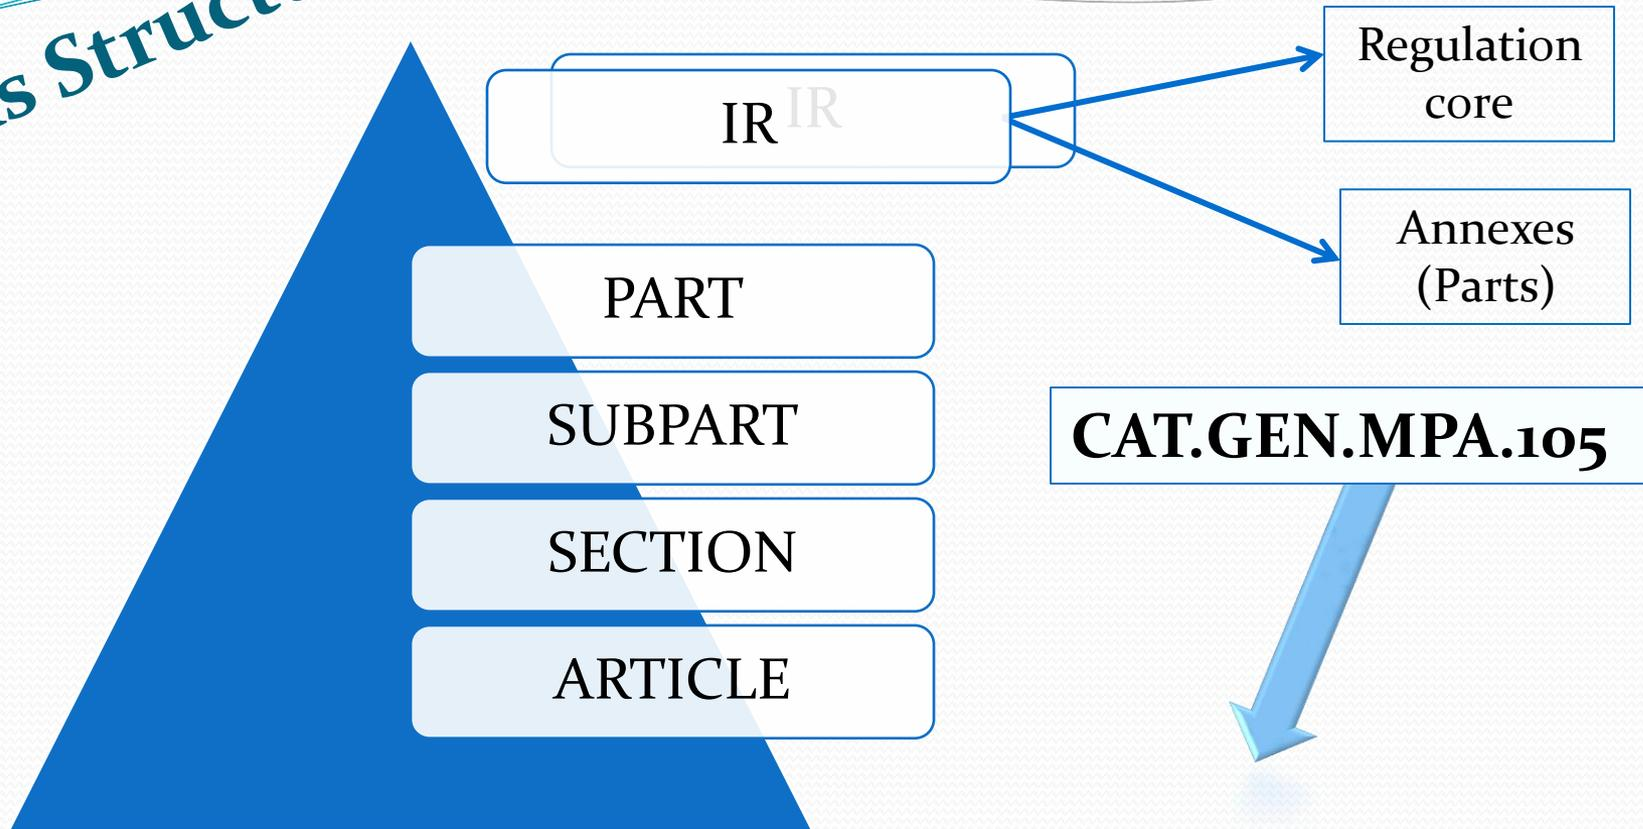 s Struct
IR
IR
Regulation
core
Annexes
(Parts)
PART
SUBPART
SECTION
ARTICLE
CAT.GEN.MPA.105